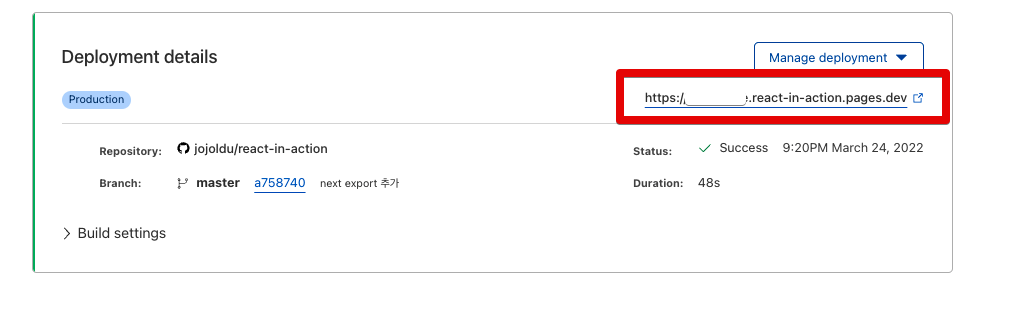 Deployment details
Manage deployment
Production
https:/ .react-in-action.pages.dev
Repository: jojoldu/react-in-action
Status: Success 9:20PM March 24, 2022
Branch: master a758740 next export 추가
Duration: 48s
Build settings